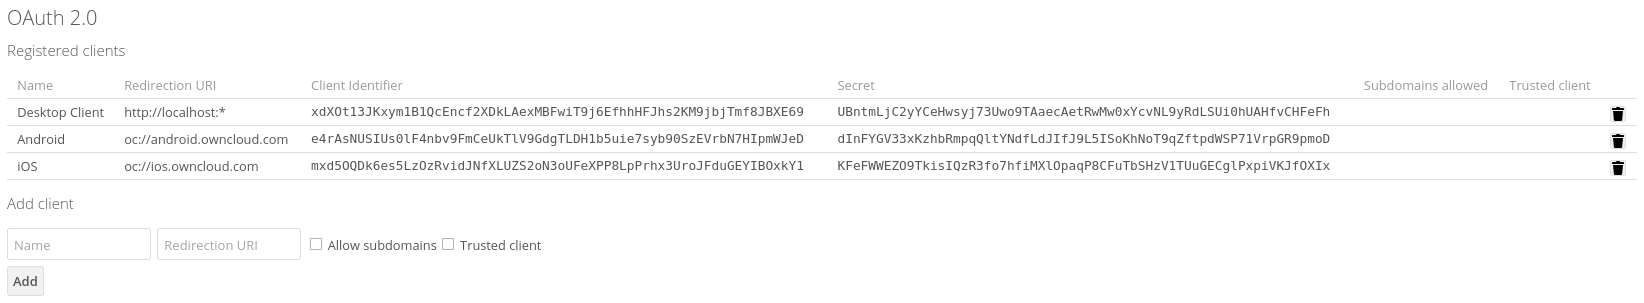 OAuth 2.0
Registered clients
Name Redirection URI Client Identifier Secret Subdomains allowed Trusted client
Desktop Client http://localhost:* xdXOt13JKxym1B1QcEncf2XDkLAexMBFwiT9j6EfhhHFJhs2KM9jbjTmf8JBXE69 UBntmLjC2yYCeHwsyj73Uwo9TAaecAetRwMw0xYcvNL9yRdLSUi0hUAHfvCHFeFh
Android oc://android.owncloud.com e4rAsNUSIUs0lF4nbv9FmCeUkTlV9GdgTLDH1b5uie7syb90SzEVrbN7HIpmWJeD dInFYGV33xKzhbRmpqQltYNdfLdJIfJ9L5ISoKhNoT9qZftpdWSP71VrpGR9pmoD
iOS oc://ios.owncloud.com mxd5OQDk6es5LzOzRvidJNfXLUZS2oN3oUFeXPP8LpPrhx3UroJFduGEYIBOxkY1 KFeFWWEZO9TkisIQzR3fo7hfiMXlOpaqP8CFuTbSHzV1TUuGECglPxpiVKJfOXIx
Add client
Name Redirection URI Allow subdomains Trusted client
Add